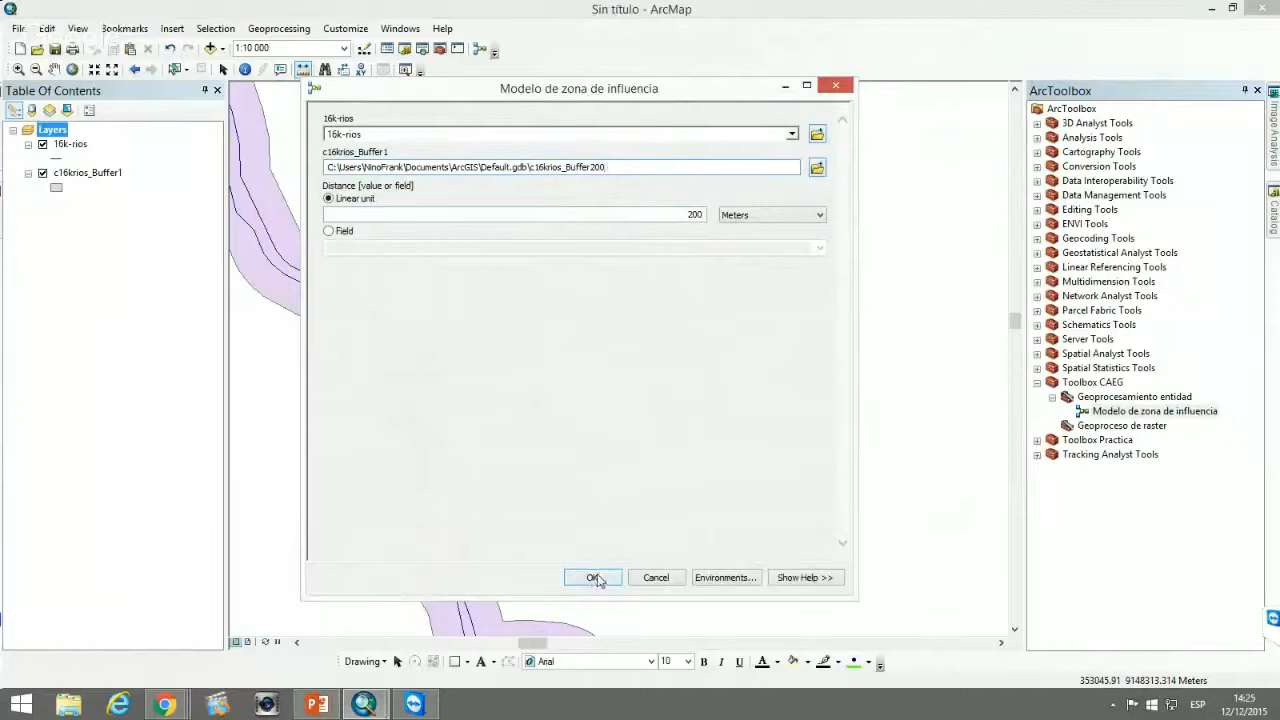 Sin título - ArcMap
File Edit View Bookmarks Insert Selection Geoprocessing Customize Windows Help
1:10 000
Table Of Contents
Layers
16k-rios
c16krios_Buffer1
Modelo de zona de influencia
16k-rios
16k-rios
c16krios_Buffer1
C:\Users\NinoFrank\Documents\ArcGIS\Default.gdb\c16krios_Buffer200
Distance [value or field]
Linear unit
200 Meters
Field
OK Cancel Environments... Show Help >>
ArcToolbox
ArcToolbox
3D Analyst Tools
Analysis Tools
Cartography Tools
Conversion Tools
Data Interoperability Tools
Data Management Tools
Editing Tools
ENVI Tools
Geocoding Tools
Geostatistical Analyst Tools
Linear Referencing Tools
Multidimension Tools
Network Analyst Tools
Parcel Fabric Tools
Schematics Tools
Server Tools
Spatial Analyst Tools
Spatial Statistics Tools
Toolbox CAEG
Geoprocesamiento entidad
Modelo de zona de influencia
Geoproceso de raster
Toolbox Practica
Tracking Analyst Tools
Image Analysis
Catalog
Drawing Arial 10 B I U A
353045.91 9148313.314 Meters
ESP
14:25
12/12/2015